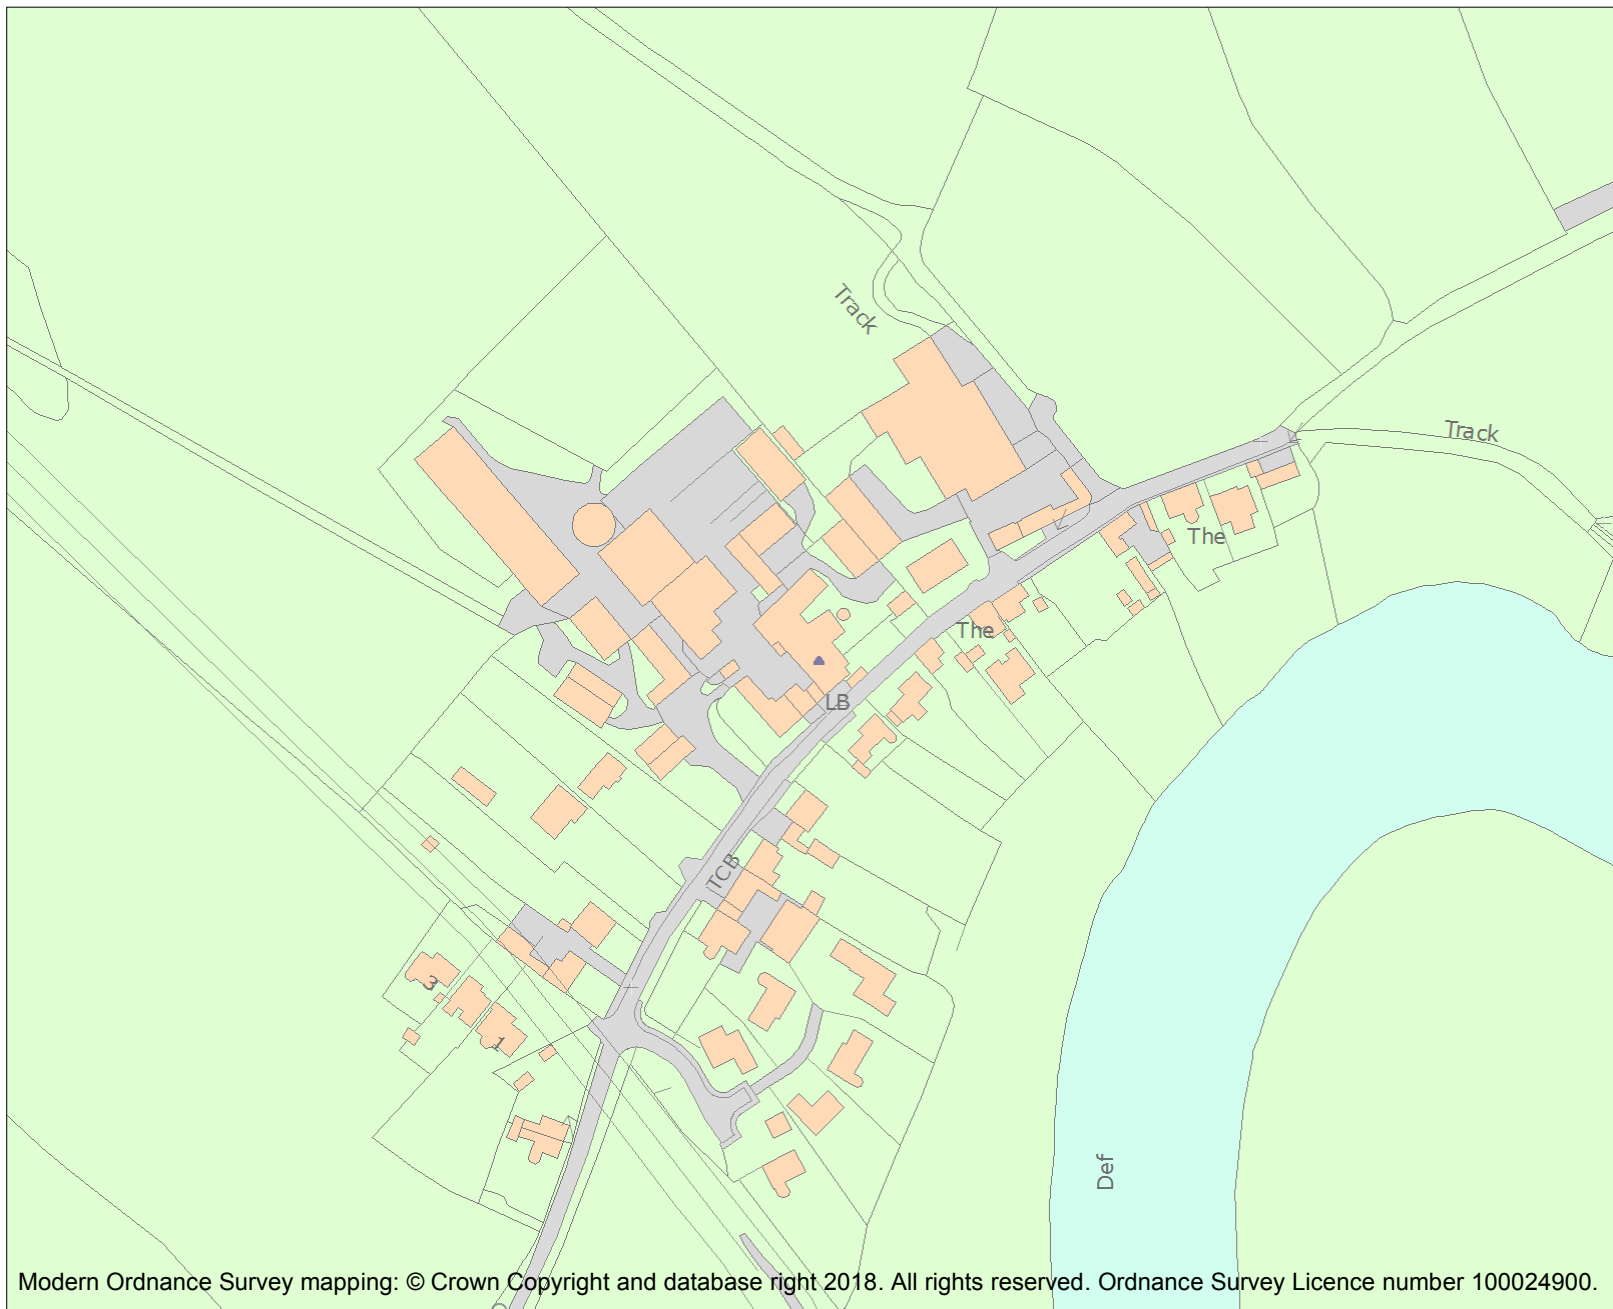 Track
Track
The
The
LB
TCB
3
1
Def
Modern Ordnance Survey mapping: © Crown Copyright and database right 2018. All rights reserved. Ordnance Survey Licence number 100024900.